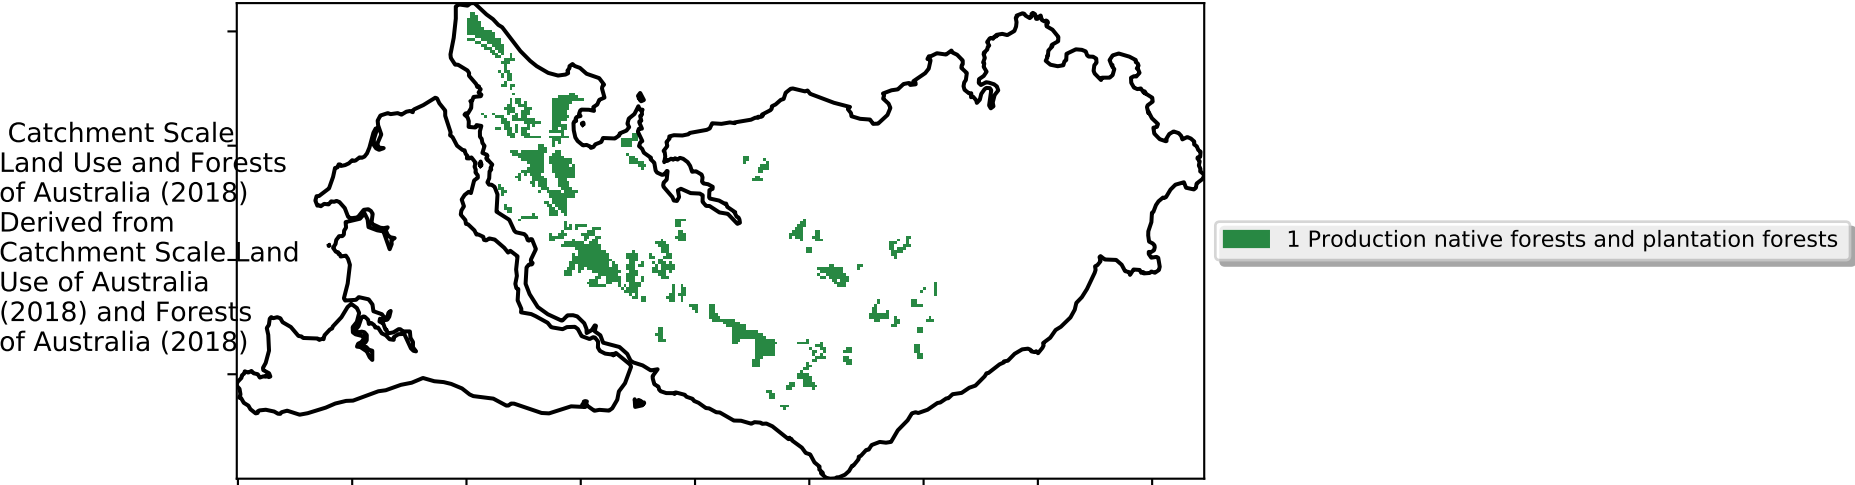 Catchment Scale
Land Use and Forests
of Australia (2018)
Derived from
Catchment Scale Land
Use of Australia
(2018) and Forests
of Australia (2018)
1 Production native forests and plantation forests